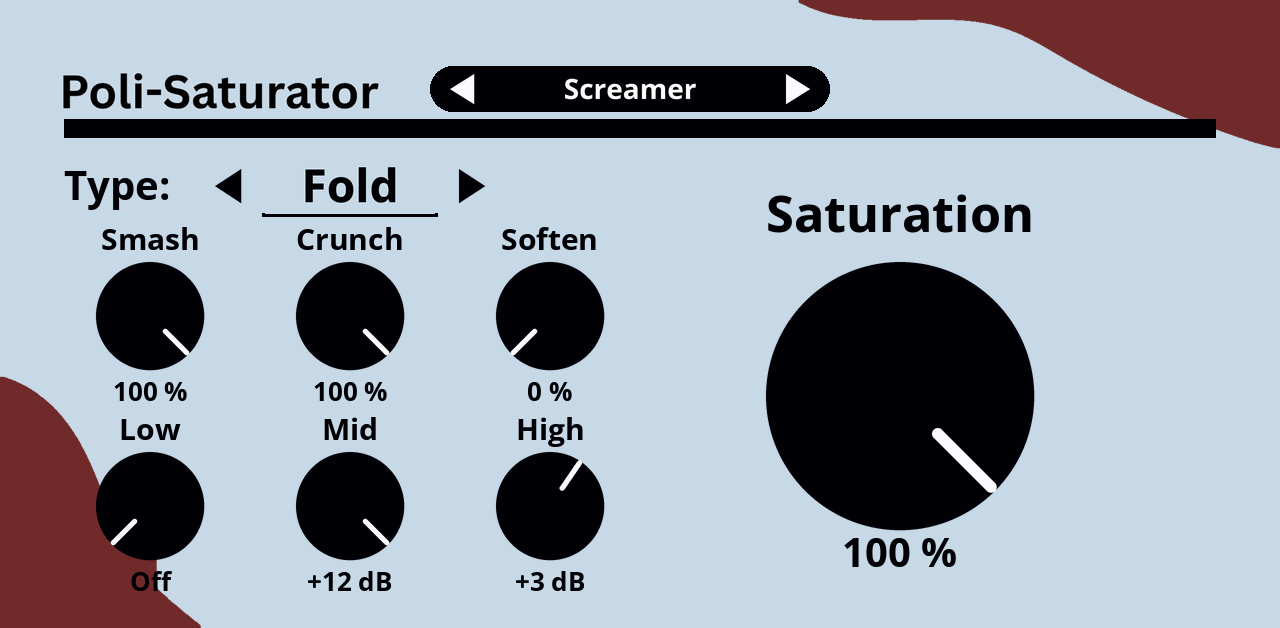 Poli-Saturator
Screamer
Type:
Fold
Saturation
Smash
Crunch
Soften
100 %
100 %
0 %
Low
Mid
High
Off
+12 dB
+3 dB
100 %